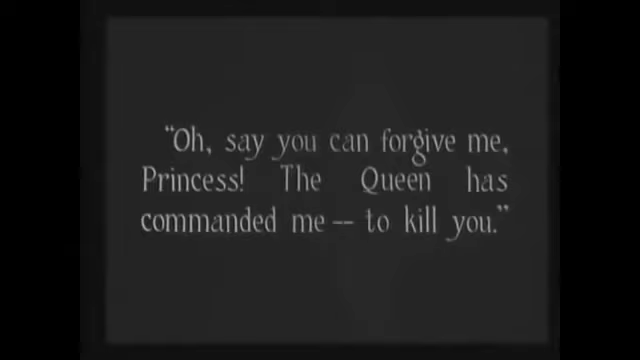 “Oh, say you can forgive me,
Princess! The Queen has
commanded me -- to kill you.”